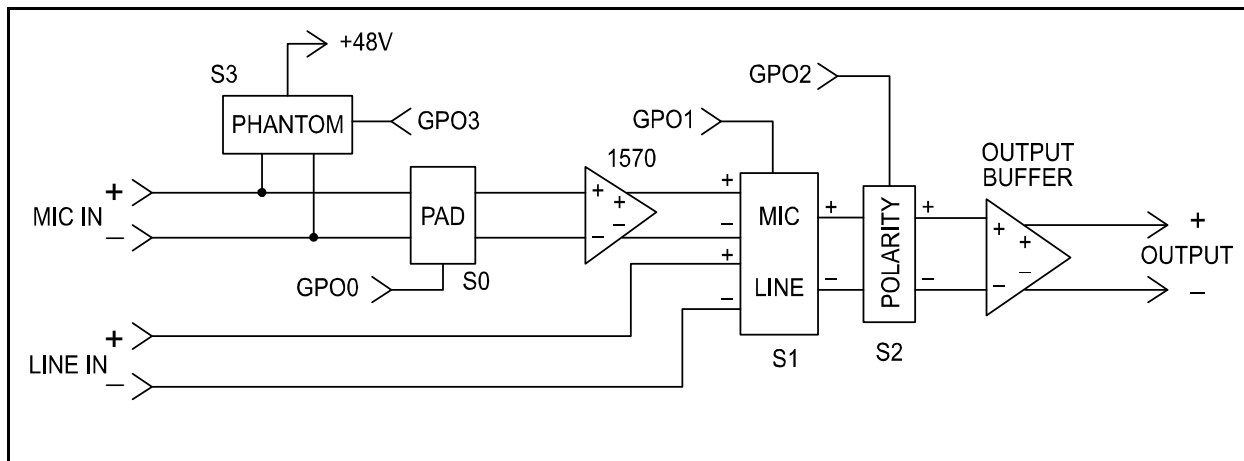 +48V
S3
PHANTOM
GPO3
GPO2
GPO1
1570
OUTPUT
BUFFER
+
MIC IN
–
PAD
+
+
–
–
+
–
MIC
+
–
LINE
+
–
POLARITY
+
–
+
+
–
–
+
OUTPUT
–
GPO0
S0
+
LINE IN
–
S1
S2